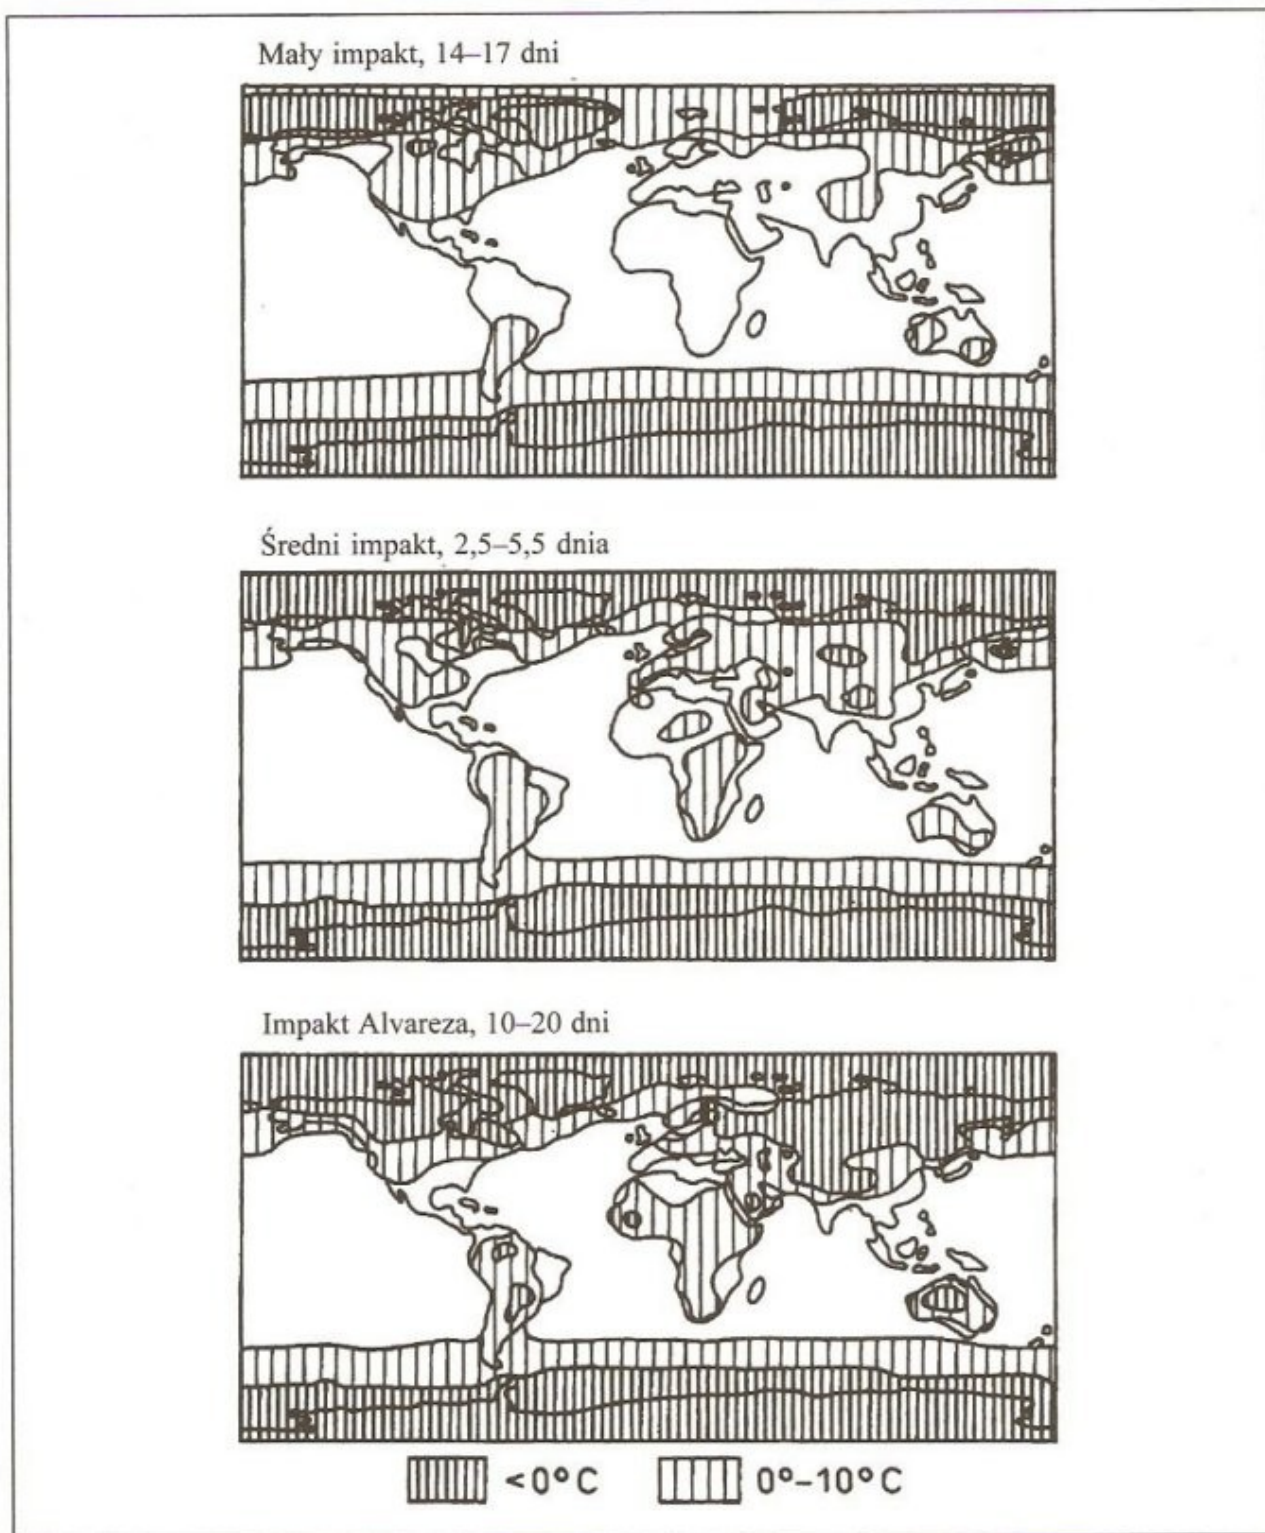 Mały impakt, 14–17 dni
Średni impakt, 2,5–5,5 dnia
Impakt Alvareza, 10–20 dni
<0°C 0°–10°C